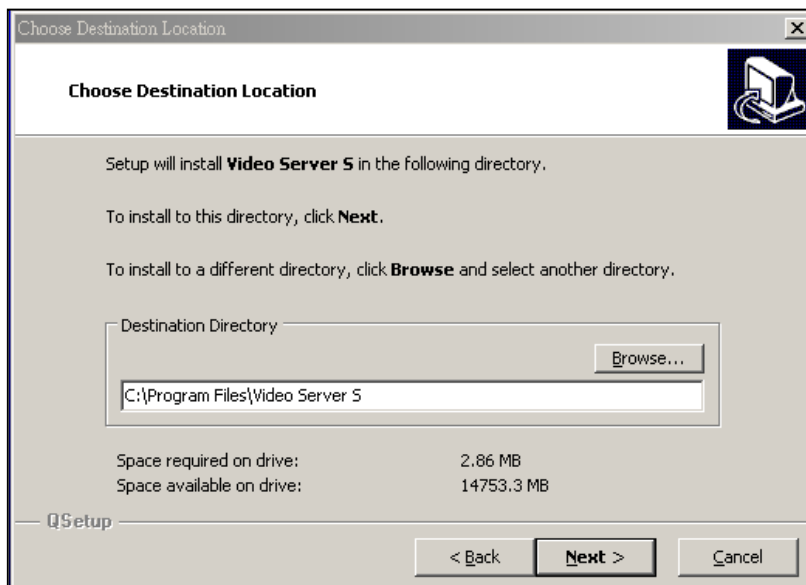 Choose Destination Location
Choose Destination Location
Setup will install Video Server S in the following directory.
To install to this directory, click Next.
To install to a different directory, click Browse and select another directory.
Destination Directory
Browse...
C:\Program Files\Video Server S
Space required on drive: 2.86 MB
Space available on drive: 14753.3 MB
QSetup
< Back Next > Cancel